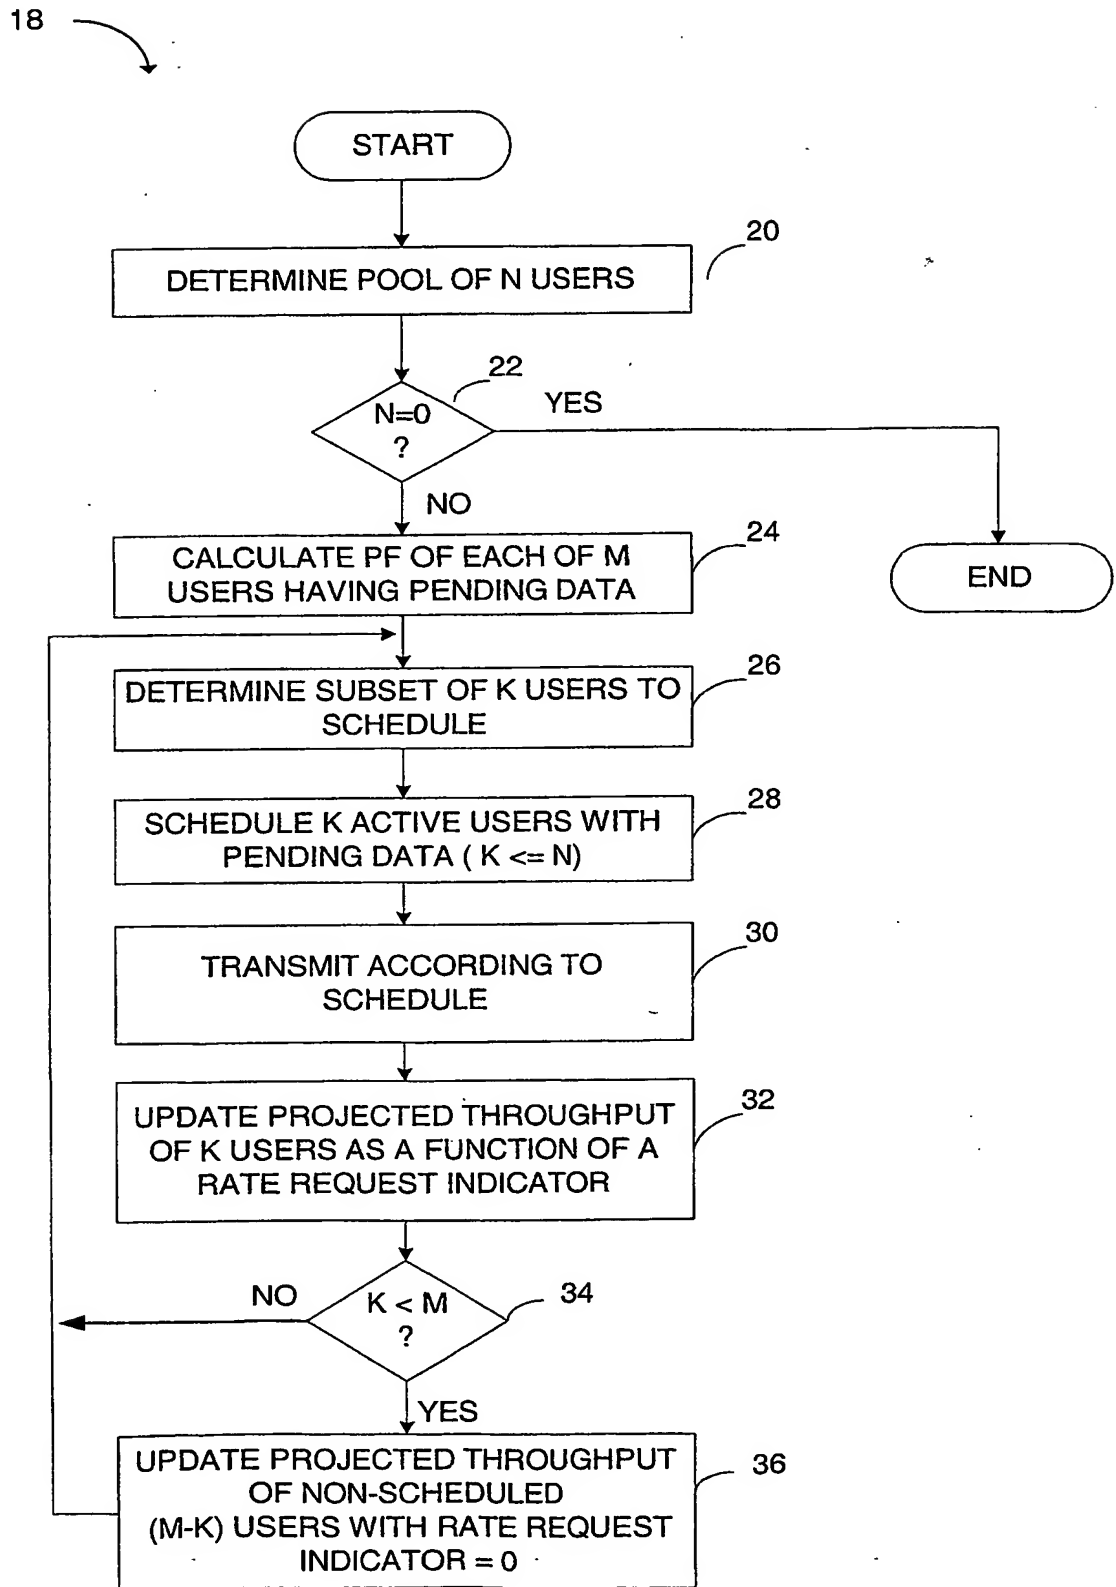 18
START
20
DETERMINE POOL OF N USERS
22
N=0
?
YES
NO
24
CALCULATE PF OF EACH OF M
USERS HAVING PENDING DATA
END
26
DETERMINE SUBSET OF K USERS TO
SCHEDULE
28
SCHEDULE K ACTIVE USERS WITH
PENDING DATA ( K <= N)
30
TRANSMIT ACCORDING TO
SCHEDULE
32
UPDATE PROJECTED THROUGHPUT
OF K USERS AS A FUNCTION OF A
RATE REQUEST INDICATOR
NO
K < M
?
34
YES
UPDATE PROJECTED THROUGHPUT
OF NON-SCHEDULED
(M-K) USERS WITH RATE REQUEST
INDICATOR = 0
36